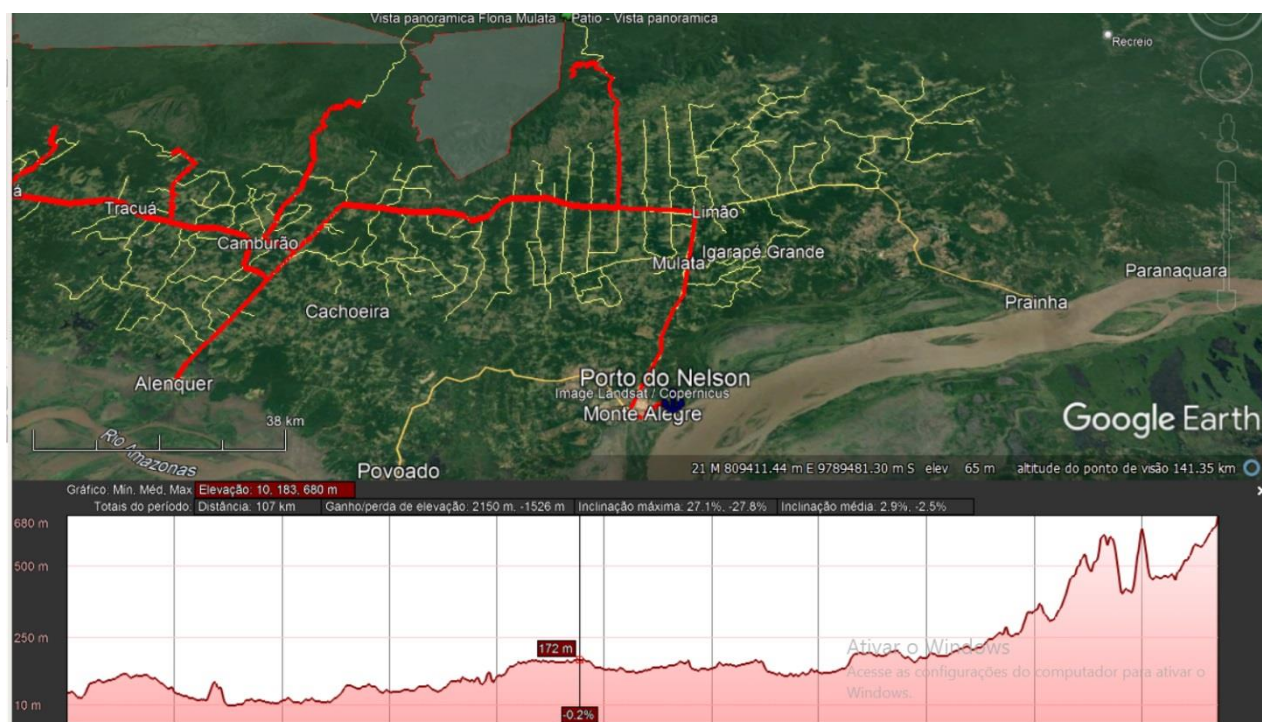 Vista panoramica Flona Mulata Patio - Vista panoramica
Recreio
á
Tracuá
Camburão
Limão
Igarapé Grande
Mulata
Paranaquara
Prainha
Cachoeira
Alenquer
Porto do Nelson
Image Landsat / Copernicus
Monte Alegre
Google Earth
38 km
Rio Amazonas
Povoado
21 M 809411.44 m E 9789481.30 m S elev 65 m altitude do ponto de visão 141.35 km
Gráfico: Mín. Méd. Max Elevação: 10, 183, 680 m
Totais do período: Distância: 107 km Ganho/perda de elevação: 2150 m. -1526 m Inclinação máxima: 27.1%, -27.8% Inclinação média: 2.9%, -2.5%
680 m
500 m
250 m
172 m
Ativar o Windows
Acesse as configurações do computador para ativar o
Windows.
10 m
-0.2%